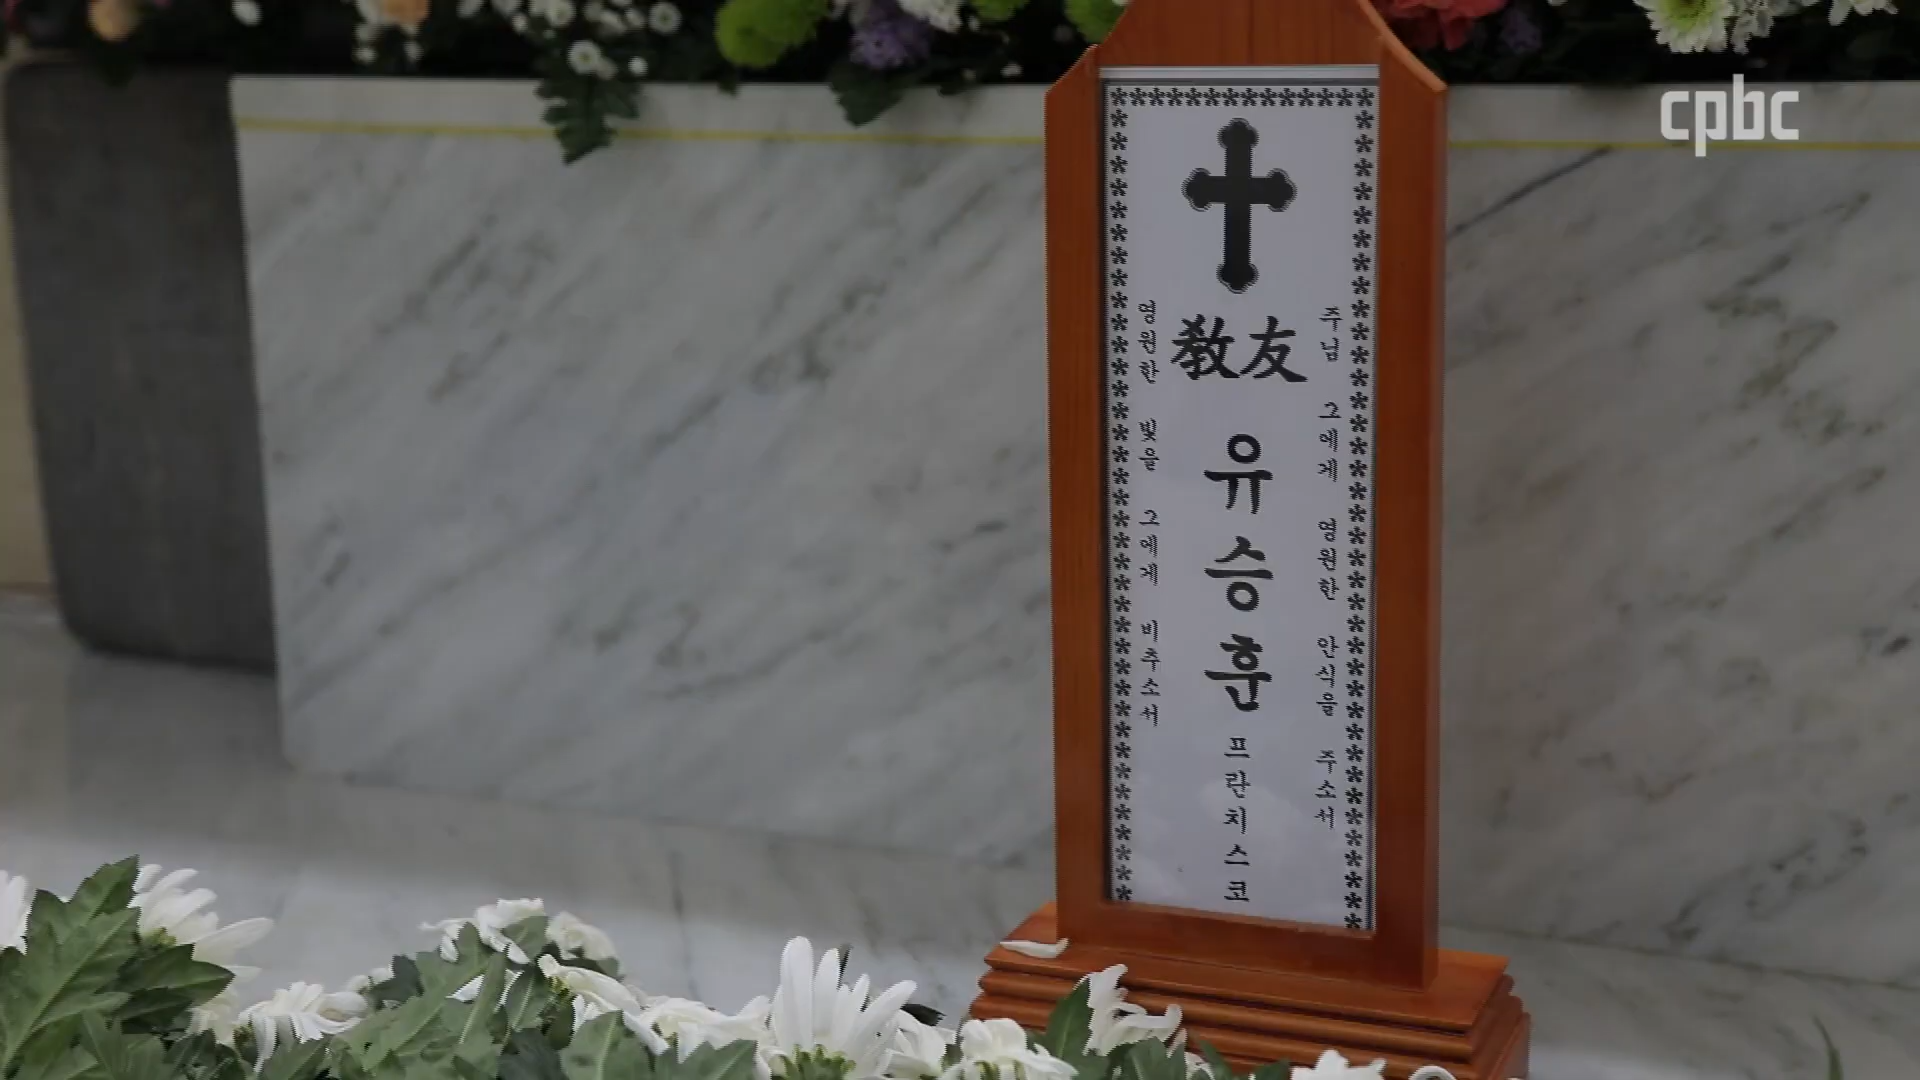 cpbc
敎友
유승훈
프란치스코
주님 그에게 영원한 안식을 주소서
영원한 빛을 그에게 비추소서